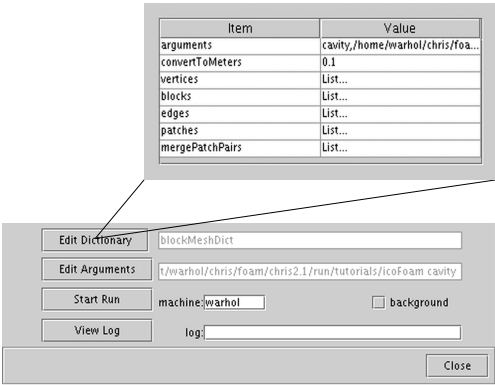 Item Value
arguments cavity,/home/warhol/chris/foa...
convertToMeters 0.1
vertices List...
blocks List...
edges List...
patches List...
mergePatchPairs List...
Edit Dictionary blockMeshDict
Edit Arguments t/warhol/chris/foam/chris2.1/run/tutorials/icoFoam cavity
Start Run machine: warhol background
View Log log:
Close